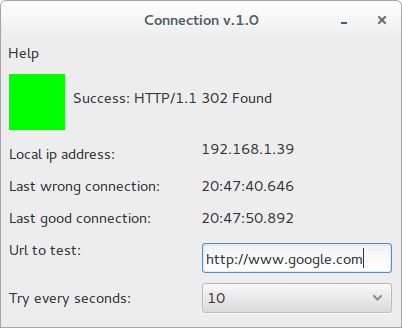 Connection v.1.0
Help
Success: HTTP/1.1 302 Found
Local ip address: 192.168.1.39
Last wrong connection: 20:47:40.646
Last good connection: 20:47:50.892
Url to test: http://www.google.com
Try every seconds: 10